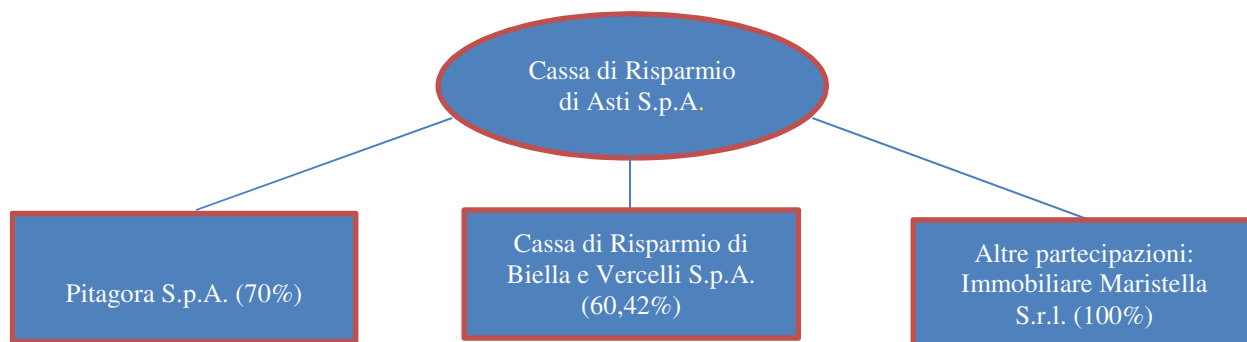 Cassa di Risparmio
di Asti S.p.A.
Pitagora S.p.A. (70%)
Cassa di Risparmio di
Biella e Vercelli S.p.A.
(60,42%)
Altre partecipazioni:
Immobiliare Maristella
S.r.l. (100%)